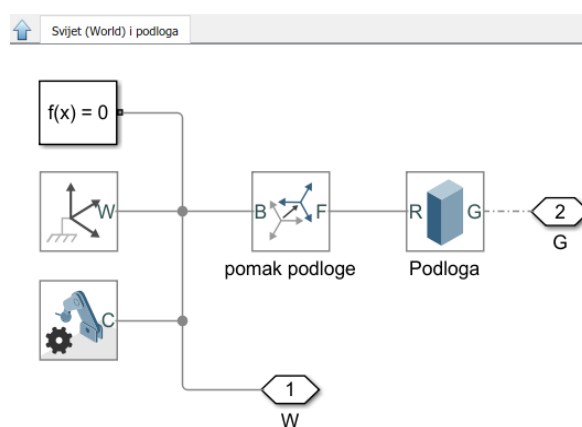 Svijet (World) i podloga
f(x) = 0
W
B
F
R
G
2
G
pomak podloge
Podloga
C
1
W